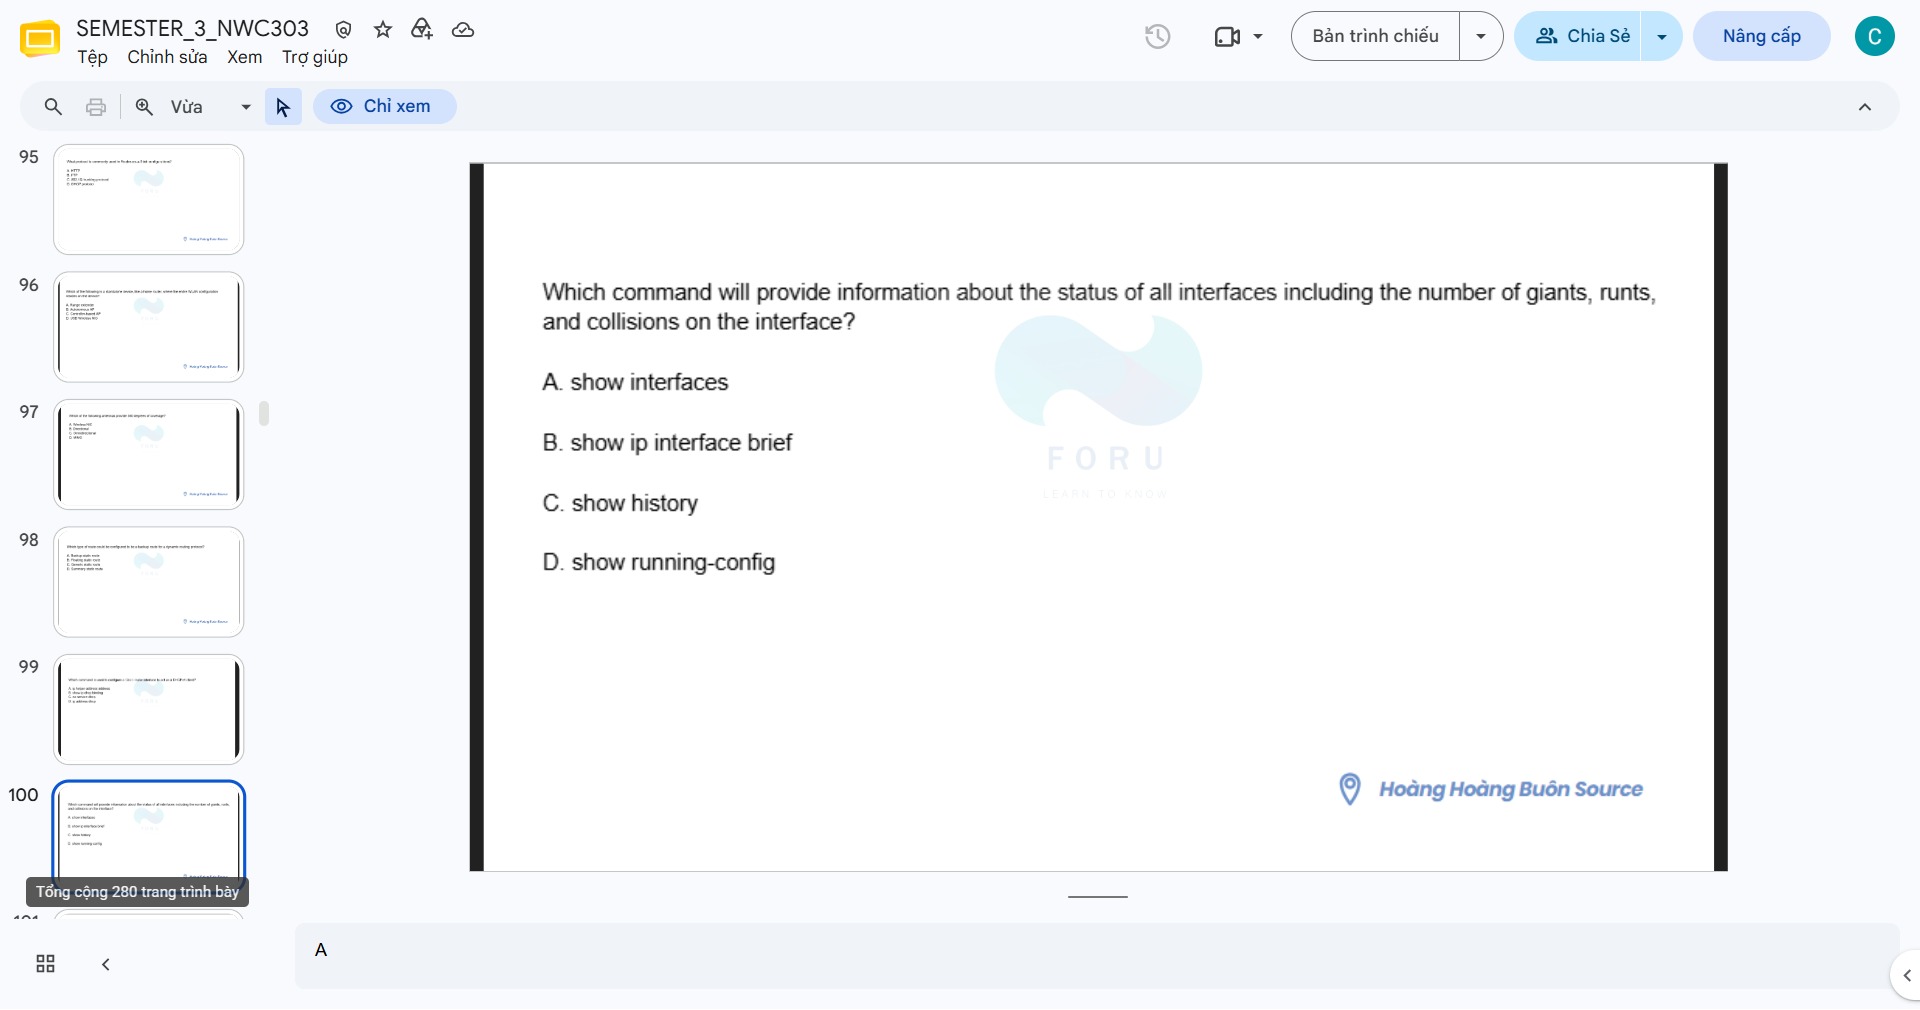 SEMESTER_3_NWC303
Tệp Chỉnh sửa Xem Trợ giúp
Bản trình chiếu
Chia Sẻ
Nâng cấp
C
Vừa
Chỉ xem
95
96
97
98
99
100
Tổng cộng 280 trang trình bày
Which command will provide information about the status of all interfaces including the number of giants, runts,
and collisions on the interface?
A. show interfaces
B. show ip interface brief
C. show history
D. show running-config
FORU
LEARN TO KNOW
Hoàng Hoàng Buôn Source
A